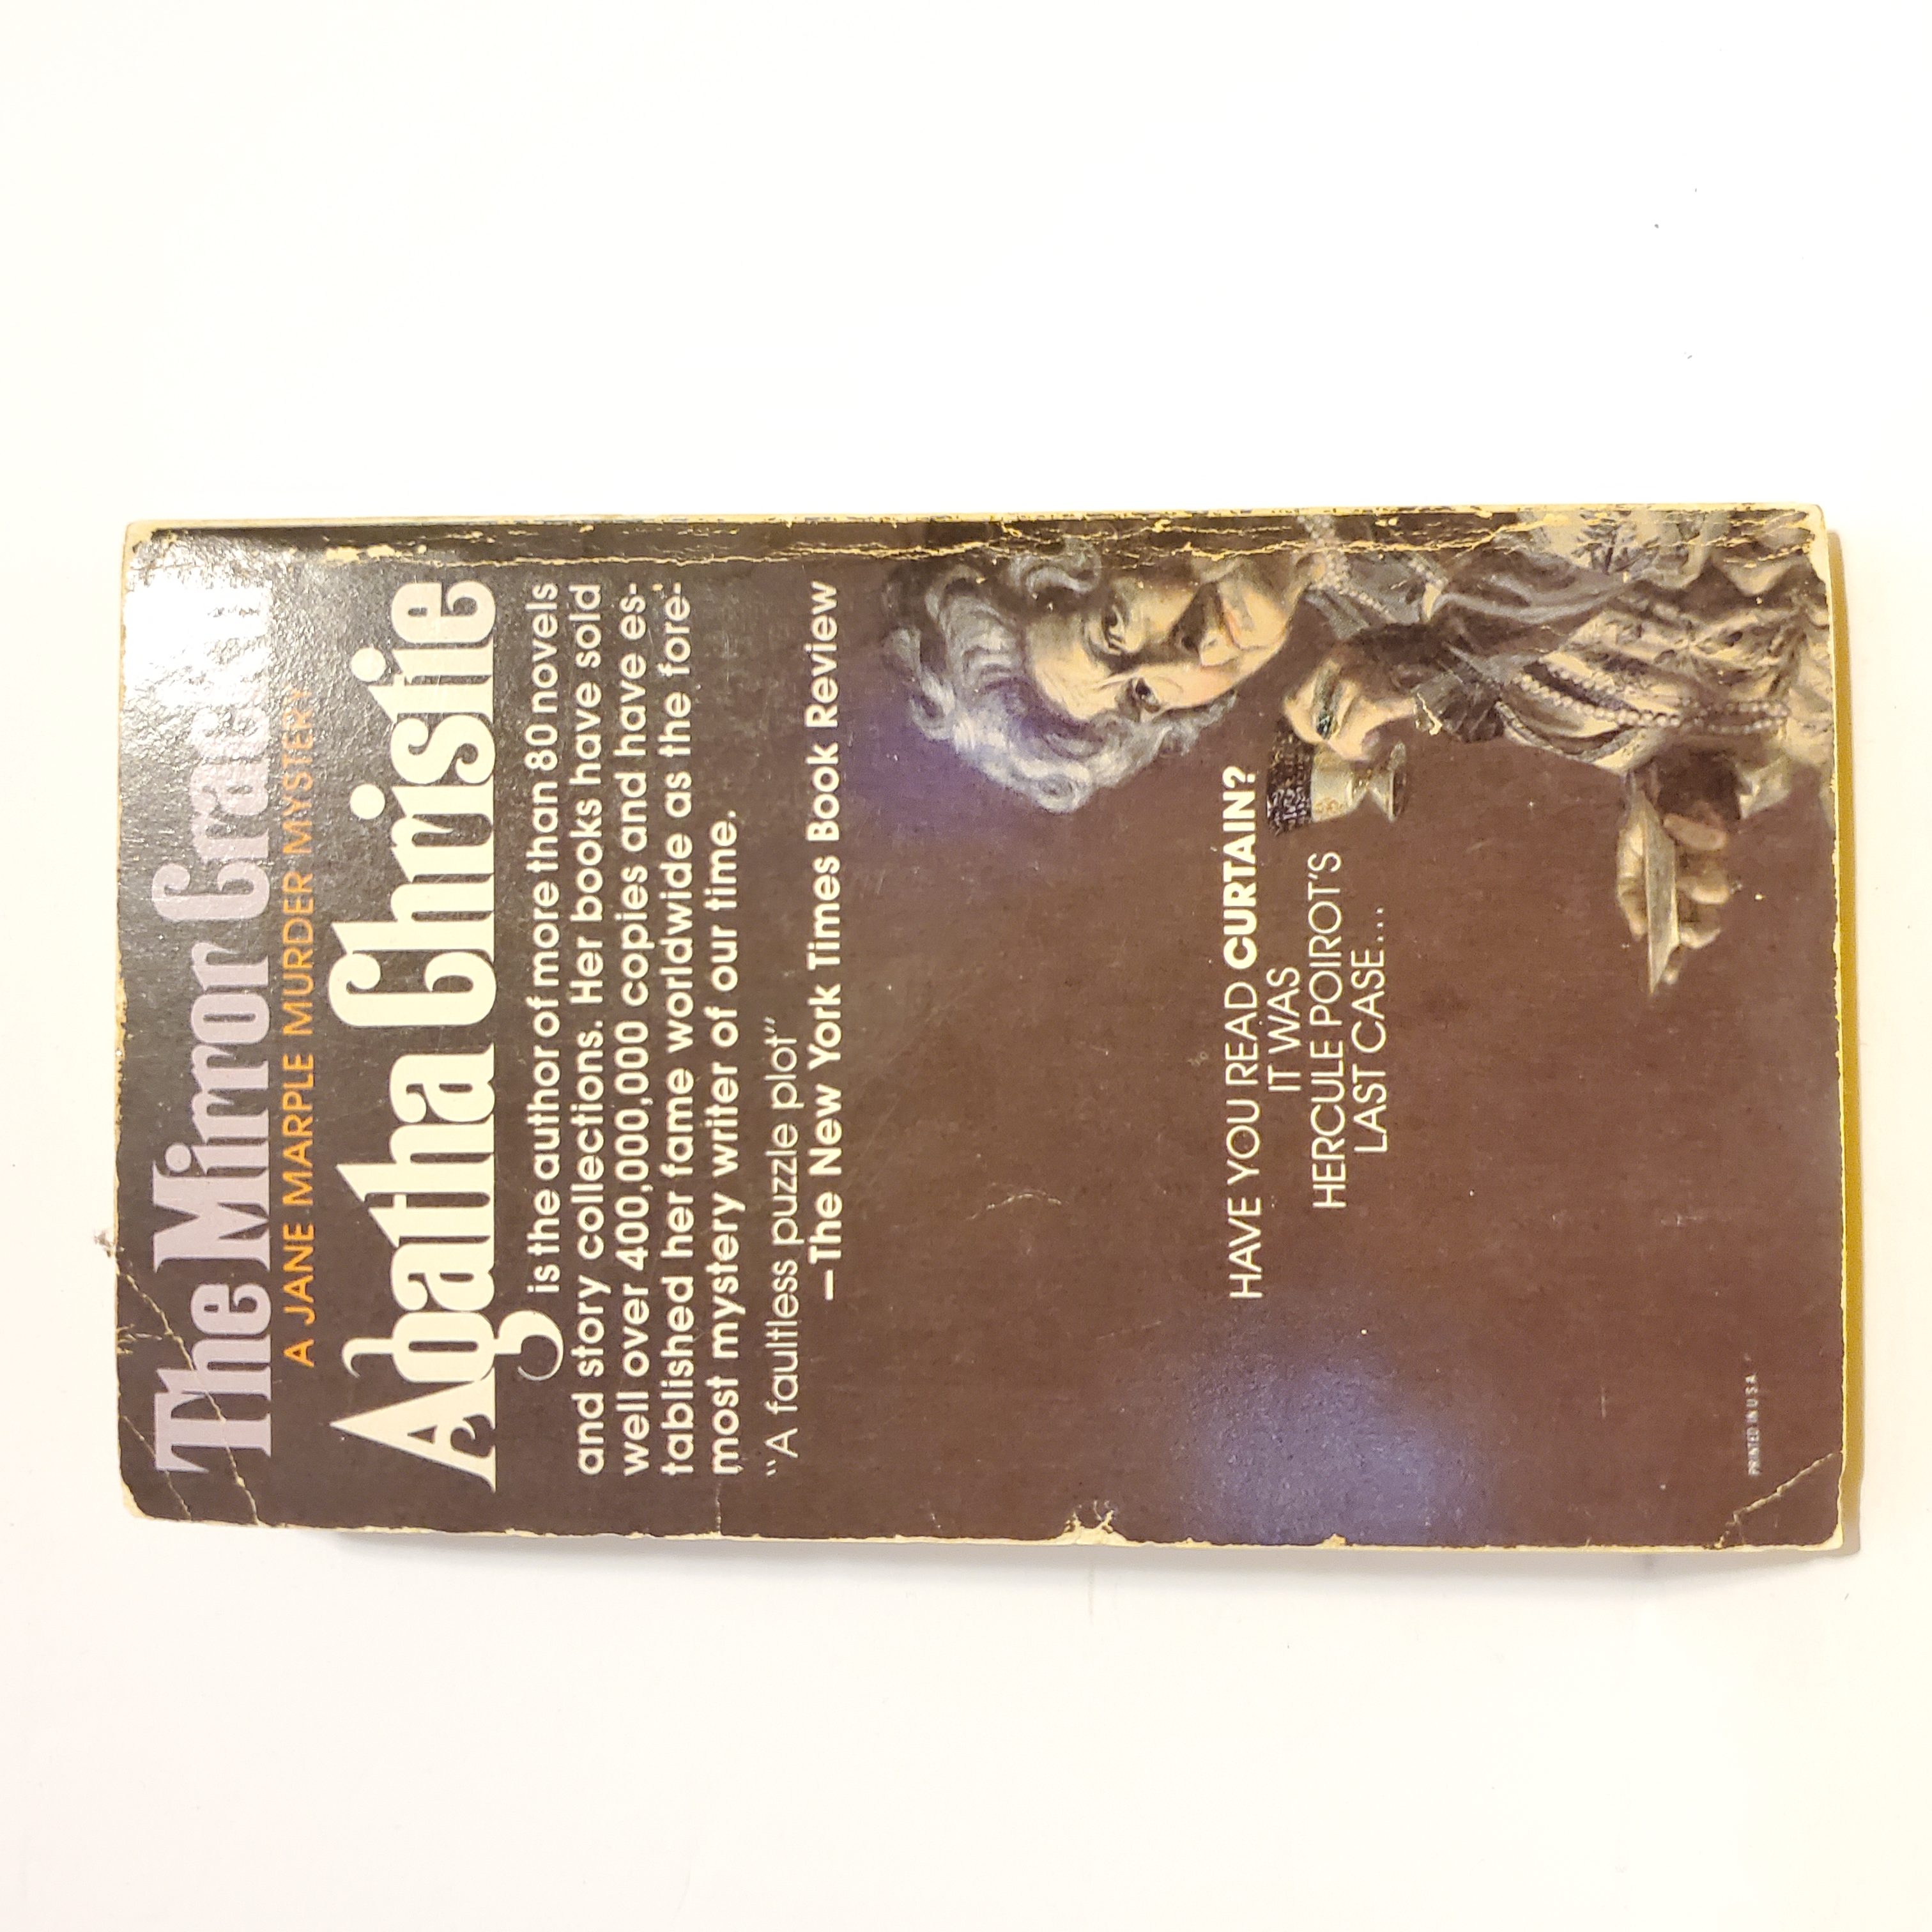 The Mirror Crack'd
A JANE MARPLE MURDER MYSTERY
Agatha Christie
is the author of more than 80 novels
and story collections. Her books have sold
well over 400,000,000 copies and have es-
tablished her fame worldwide as the fore-
most mystery writer of our time.
"A faultless puzzle plot"
—The New York Times Book Review
HAVE YOU READ CURTAIN?
IT WAS
HERCULE POIROT'S
LAST CASE...
PRINTED IN U S A